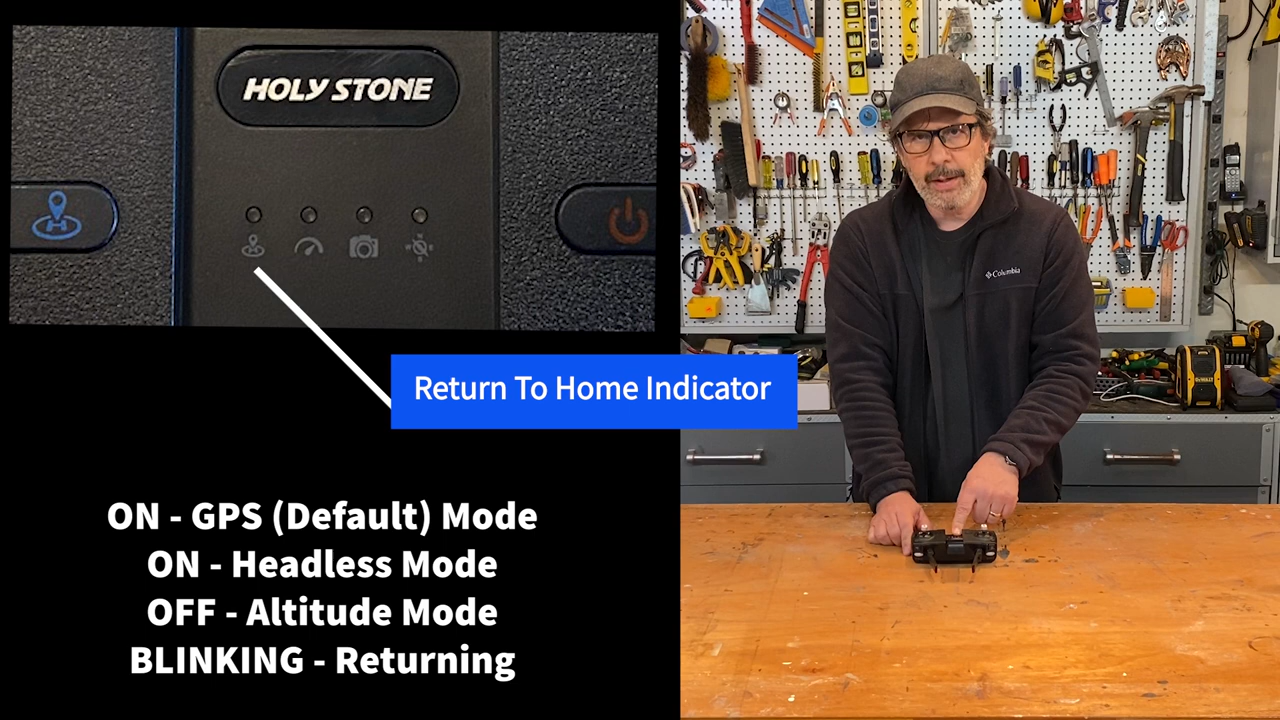 HOLY STONE
Return To Home Indicator
ON - GPS (Default) Mode
ON - Headless Mode
OFF - Altitude Mode
BLINKING - Returning
Columbia
DEWALT